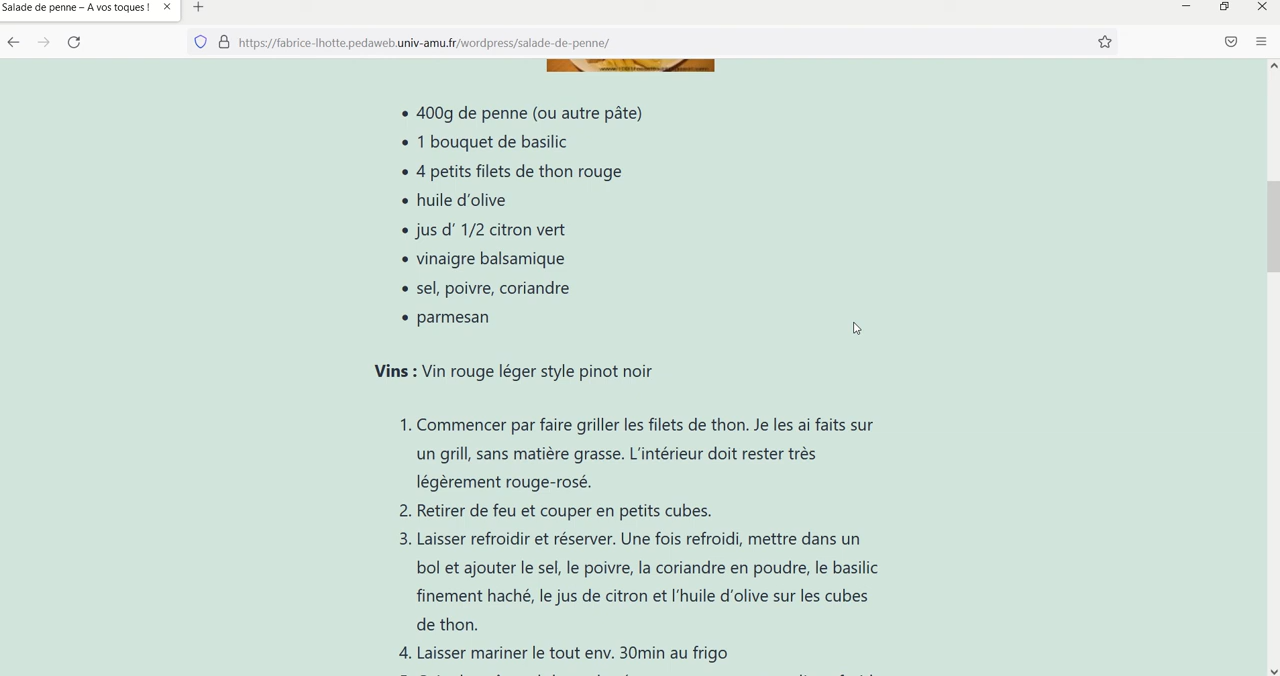 Salade de penne – A vos toques !
https://fabrice-lhotte.pedaweb.univ-amu.fr/wordpress/salade-de-penne/
• 400g de penne (ou autre pâte)
• 1 bouquet de basilic
• 4 petits filets de thon rouge
• huile d’olive
• jus d’ 1/2 citron vert
• vinaigre balsamique
• sel, poivre, coriandre
• parmesan
Vins : Vin rouge léger style pinot noir
1. Commencer par faire griller les filets de thon. Je les ai faits sur
un grill, sans matière grasse. L’intérieur doit rester très
légèrement rouge-rosé.
2. Retirer de feu et couper en petits cubes.
3. Laisser refroidir et réserver. Une fois refroidi, mettre dans un
bol et ajouter le sel, le poivre, la coriandre en poudre, le basilic
finement haché, le jus de citron et l’huile d’olive sur les cubes
de thon.
4. Laisser mariner le tout env. 30min au frigo